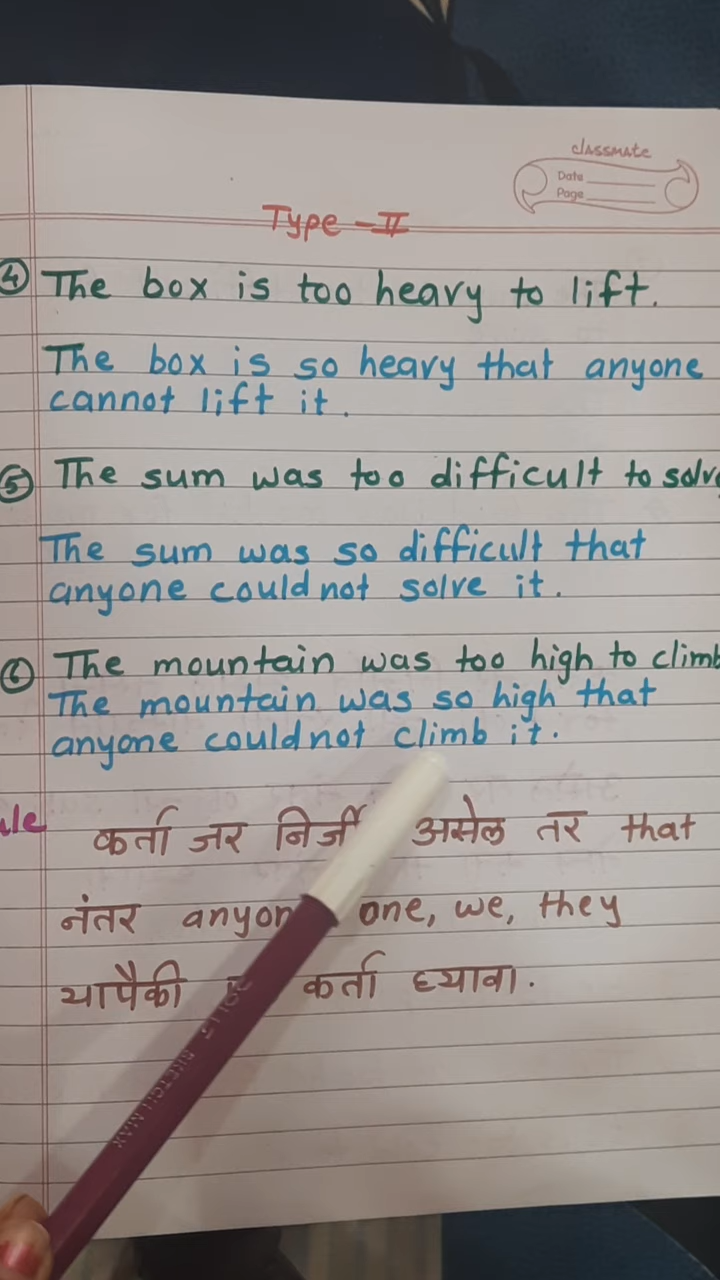 classmate
Date
Page
Type - II
④ The box is too heavy to lift.
The box is so heavy that anyone
cannot lift it.
⑤ The sum was too difficult to
The sum was so difficult that
anyone could not solve it.
⑥ The mountain was too high to climb
The mountain was so high that
anyone could not climb it.
कर्ता जर असेल तर that
नंतर one, we, they
यापैकी कर्ता घ्यावा.